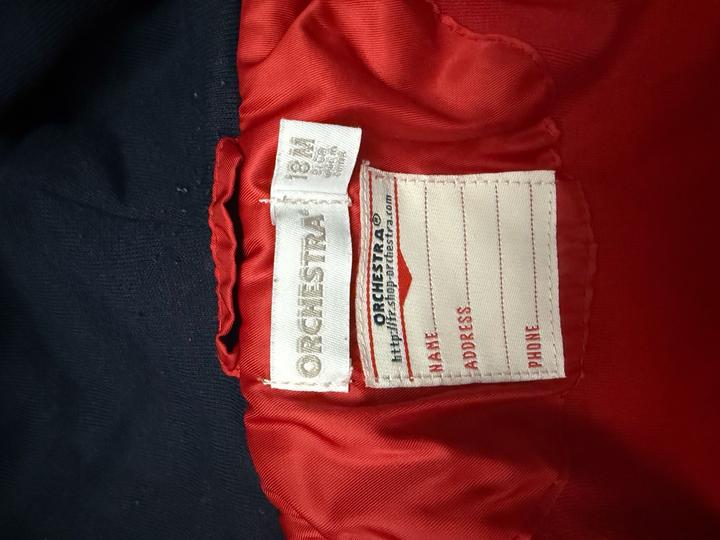 18M
ORCHESTRA
ORCHESTRA®
http://fr.shop-orchestra.com
NAME
ADDRESS
PHONE